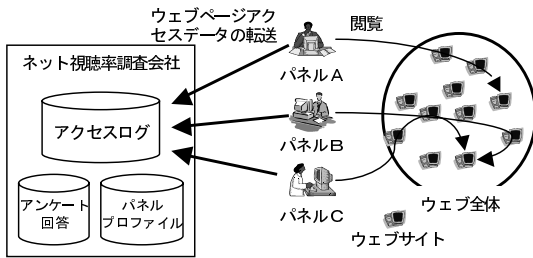 ウェブページアク
セスデータの転送
閲覧
ネット視聴率調査会社
アクセスログ
アンケート
回答
パネル
プロファイル
パネルA
パネルB
パネルC
ウェブ全体
ウェブサイト